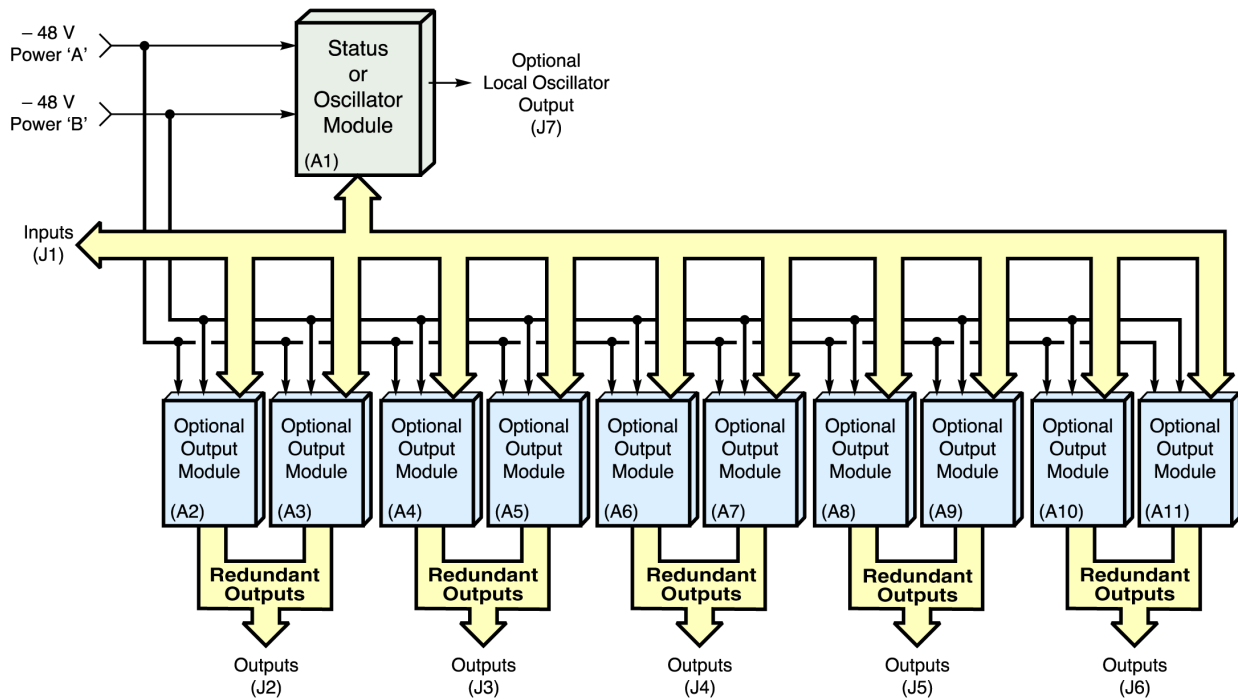 – 48 V
Power ‘A’
– 48 V
Power ‘B’
Status
or
Oscillator
Module
(A1)
Optional
Local Oscillator
Output
(J7)
Inputs
(J1)
Optional
Output
Module
(A2)
Optional
Output
Module
(A3)
Optional
Output
Module
(A4)
Optional
Output
Module
(A5)
Optional
Output
Module
(A6)
Optional
Output
Module
(A7)
Optional
Output
Module
(A8)
Optional
Output
Module
(A9)
Optional
Output
Module
(A10)
Optional
Output
Module
(A11)
Redundant
Outputs
Redundant
Outputs
Redundant
Outputs
Redundant
Outputs
Redundant
Outputs
Outputs
(J2)
Outputs
(J3)
Outputs
(J4)
Outputs
(J5)
Outputs
(J6)